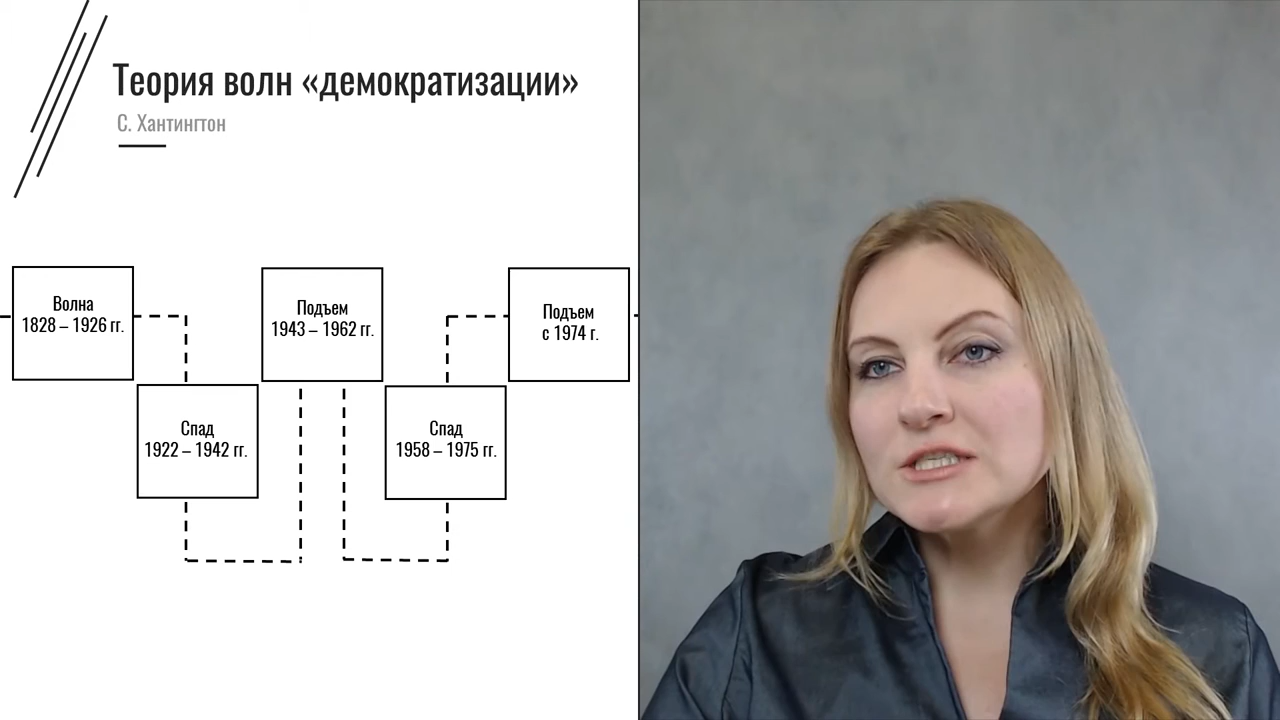 Теория волн «демократизации»
С. Хантингтон
Волна
1828 – 1926 гг.
Спад
1922 – 1942 гг.
Подъем
1943 – 1962 гг.
Спад
1958 – 1975 гг.
Подъем
с 1974 г.